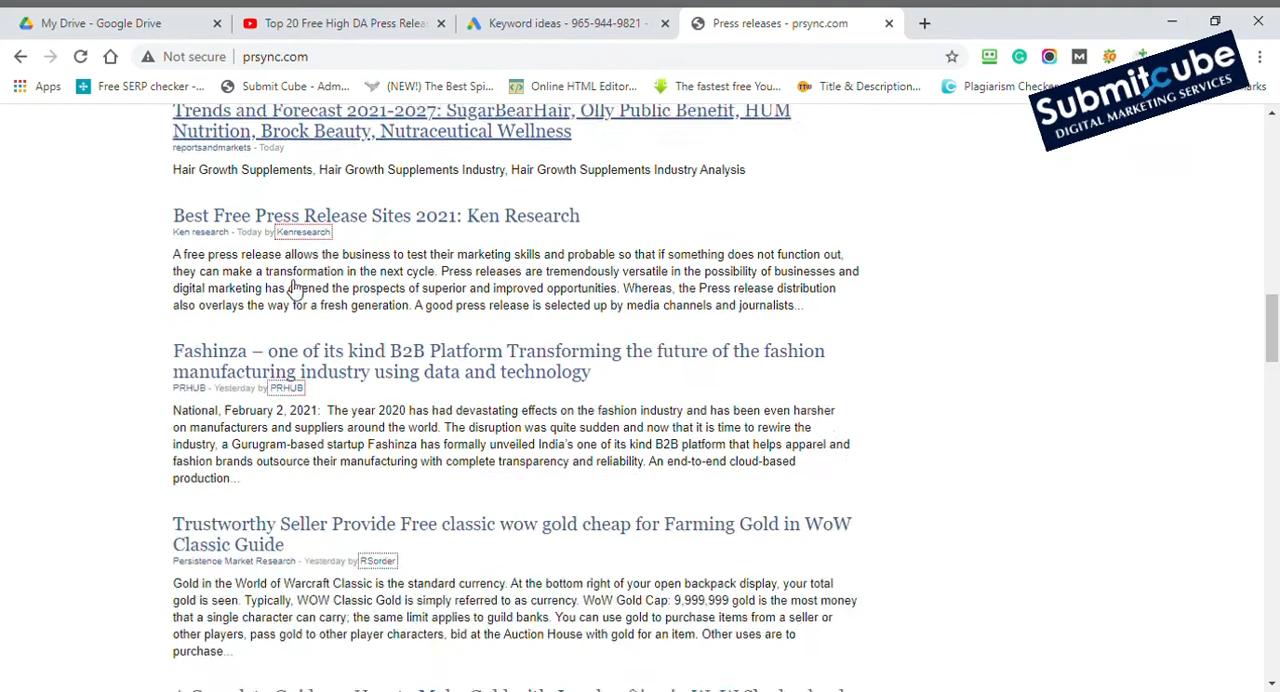 My Drive - Google Drive
Top 20 Free High DA Press Relea
Keyword ideas - 965-944-9821 -
Press releases - prsync.com
Not secure
prsync.com
Apps
Free SERP checker -...
Submit Cube - Adm...
(NEW!) The Best Spi...
Online HTML Editor...
The fastest free You...
Title & Description...
Plagiarism Checke
SubmitCube
DIGITAL MARKETING SERVICES
Trends and Forecast 2021-2027: SugarBearHair, Olly Public Benefit, HUM
Nutrition, Brock Beauty, Nutraceutical Wellness
reportsandmarkets - Today
Hair Growth Supplements, Hair Growth Supplements Industry, Hair Growth Supplements Industry Analysis
Best Free Press Release Sites 2021: Ken Research
Ken research - Today by Kenresearch
A free press release allows the business to test their marketing skills and probable so that if something does not function out,
they can make a transformation in the next cycle. Press releases are tremendously versatile in the possibility of businesses and
digital marketing has ened the prospects of superior and improved opportunities. Whereas, the Press release distribution
also overlays the way for a fresh generation. A good press release is selected up by media channels and journalists...
Fashinza – one of its kind B2B Platform Transforming the future of the fashion
manufacturing industry using data and technology
PRHUB - Yesterday by PRHUB
National, February 2, 2021: The year 2020 has had devastating effects on the fashion industry and has been even harsher
on manufacturers and suppliers around the world. The disruption was quite sudden and now that it is time to rewire the
industry, a Gurugram-based startup Fashinza has formally unveiled India's one of its kind B2B platform that helps apparel and
fashion brands outsource their manufacturing with complete transparency and reliability. An end-to-end cloud-based
production...
Trustworthy Seller Provide Free classic wow gold cheap for Farming Gold in WoW
Classic Guide
Persistence Market Research - Yesterday by RSorder
Gold in the World of Warcraft Classic is the standard currency. At the bottom right of your open backpack display, your total
gold is seen. Typically, WOW Classic Gold is simply referred to as currency. WoW Gold Cap: 9,999,999 gold is the most money
that a single character can carry; the same limit applies to guild banks. You can use gold to purchase items from a seller or
other players, pass gold to other player characters, bid at the Auction House with gold for an item. Other uses are to
purchase...